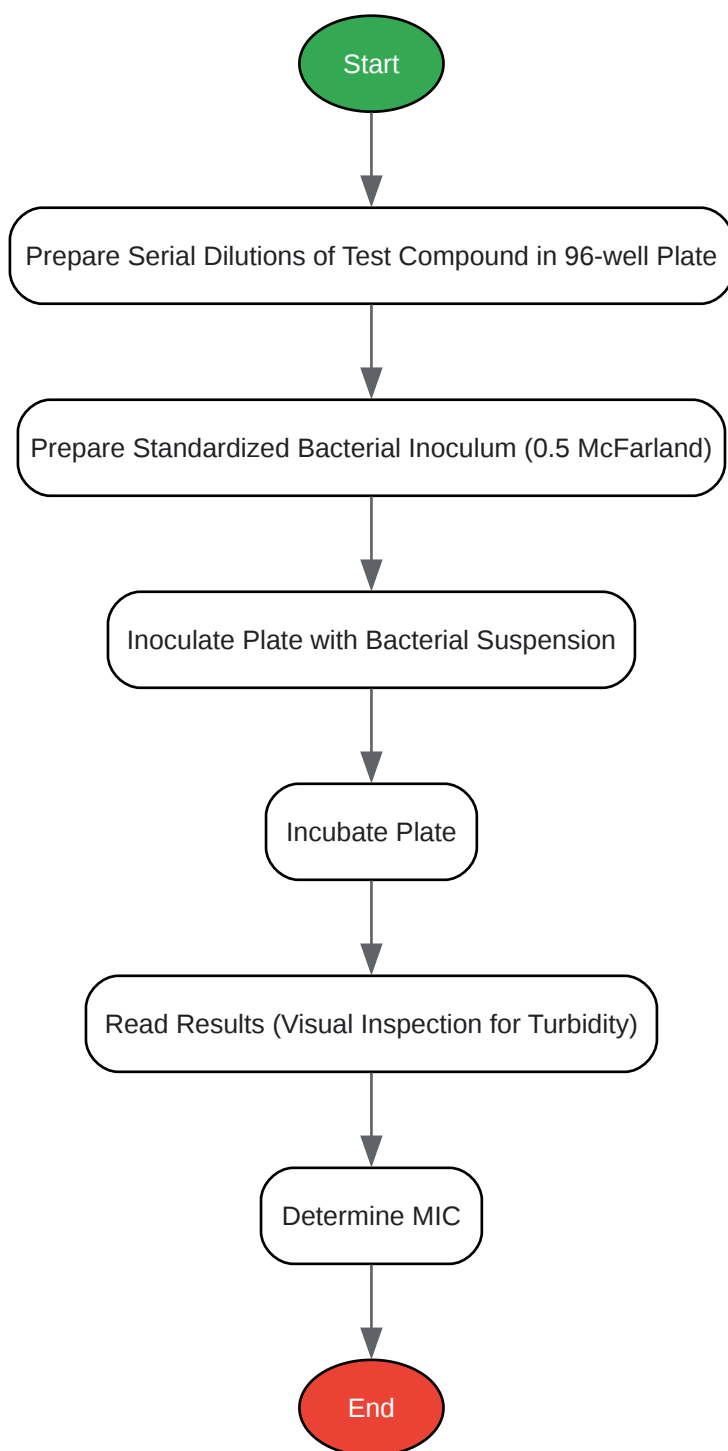 Start
Prepare Serial Dilutions of Test Compound in 96-well Plate
Prepare Standardized Bacterial Inoculum (0.5 McFarland)
Inoculate Plate with Bacterial Suspension
Incubate Plate
Read Results (Visual Inspection for Turbidity)
Determine MIC
End